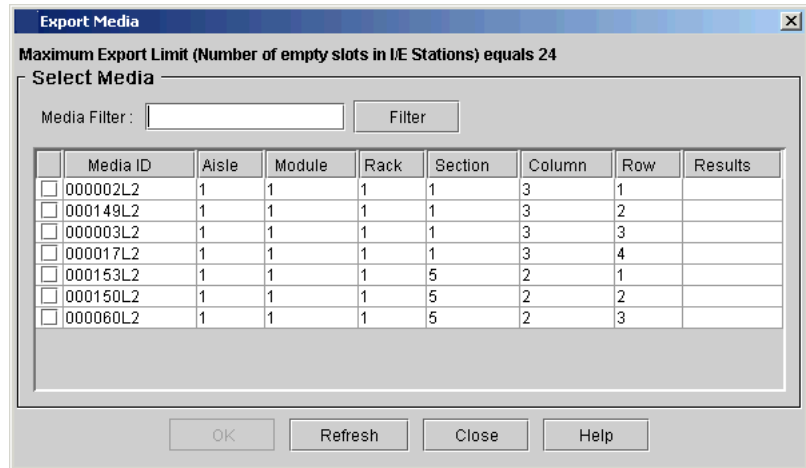 Export Media
Maximum Export Limit (Number of empty slots in I/E Stations) equals 24
Select Media
Media Filter : Filter
Media ID Aisle Module Rack Section Column Row Results
000002L2 1 1 1 1 3 1
000149L2 1 1 1 1 3 2
000003L2 1 1 1 1 3 3
000017L2 1 1 1 1 3 4
000153L2 1 1 1 5 2 1
000150L2 1 1 1 5 2 2
000060L2 1 1 1 5 2 3
OK Refresh Close Help